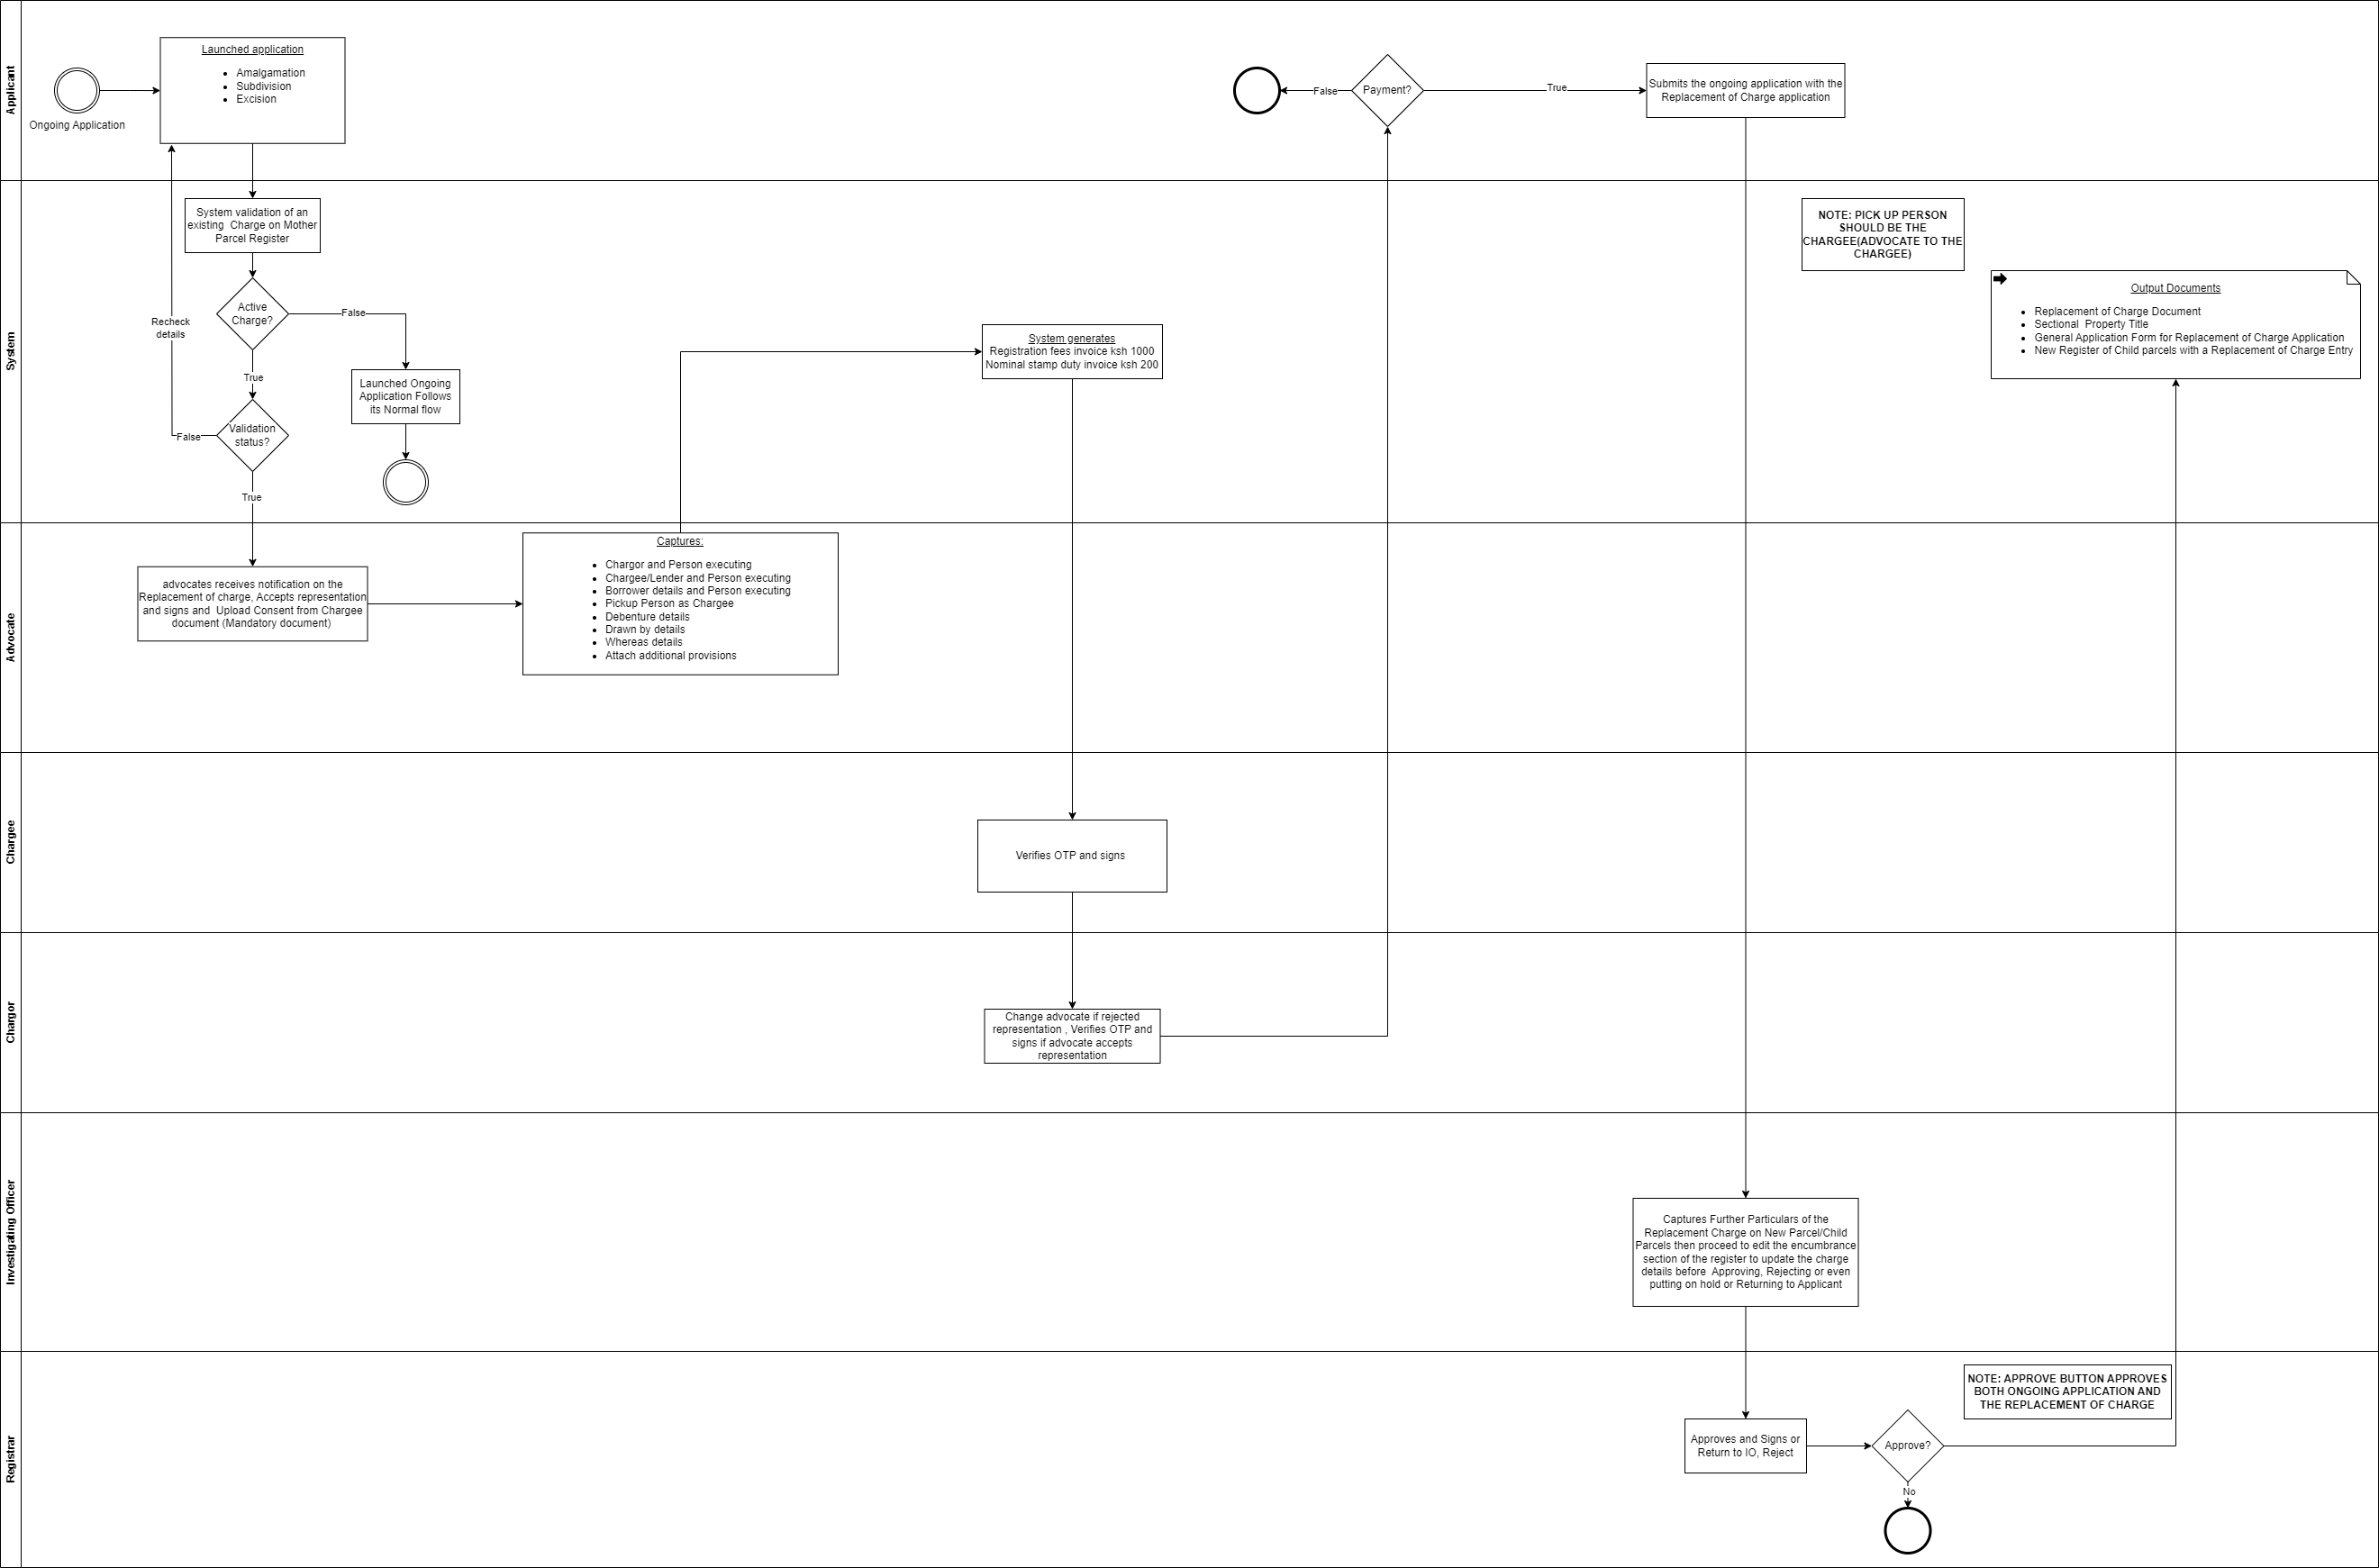 Applicant
Ongoing Application
Launched application
Amalgamation
Subdivision
Excision
False
Payment?
True
Submits the ongoing application with the
Replacement of Charge application
System
System validation of an
existing  Charge on Mother
Parcel Register
Active
Charge?
False
True
Recheck
details
Launched Ongoing
Application Follows
its Normal flow
Validation
status?
False
True
System generates
Registration fees invoice ksh 1000
Nominal stamp duty invoice ksh 200
NOTE: PICK UP PERSON
SHOULD BE THE
CHARGEE(ADVOCATE TO THE
CHARGEE)
Output Documents
Replacement of Charge Document
Sectional  Property Title
General Application Form for Replacement of Charge Application
New Register of Child parcels with a Replacement of Charge Entry
Advocate
advocates receives notification on the
Replacement of charge, Accepts representation
and signs and  Upload Consent from Chargee
document (Mandatory document)
Captures:
Chargor and Person executing
Chargee/Lender and Person executing
Borrower details and Person executing
Pickup Person as Chargee
Debenture details
Drawn by details
Whereas details
Attach additional provisions
Chargee
Verifies OTP and signs
Chargor
Change advocate if rejected
representation , Verifies OTP and
signs if advocate accepts
representation
Investigating Officer
Captures Further Particulars of the
Replacement Charge on New Parcel/Child
Parcels then proceed to edit the encumbrance
section of the register to update the charge
details before  Approving, Rejecting or even
putting on hold or Returning to Applicant
Registrar
Approves and Signs or
Return to IO, Reject
Approve?
No
NOTE: APPROVE BUTTON APPROVES
BOTH ONGOING APPLICATION AND
THE REPLACEMENT OF CHARGE